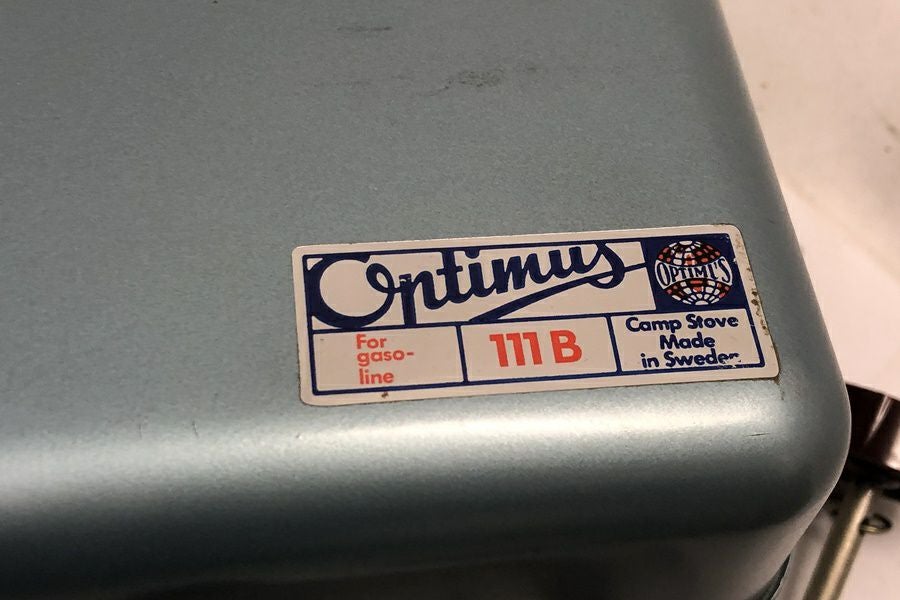 Optimus
OPTIMUS
For
gaso-
line
111 B
Camp Stove
Made
in Sweden